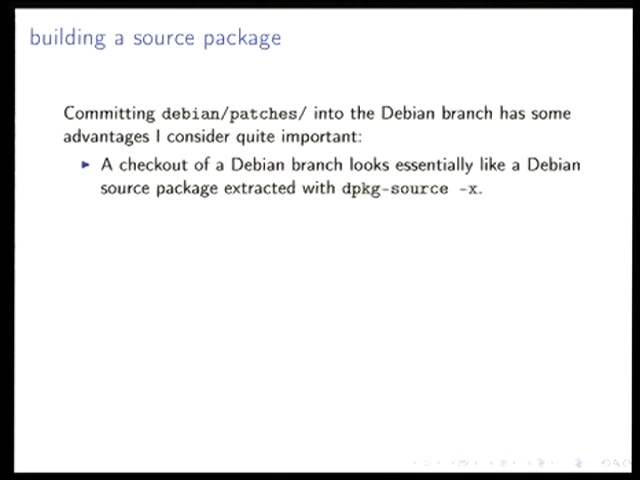 building a source package
Committing debian/patches/ into the Debian branch has some
advantages I consider quite important:
A checkout of a Debian branch looks essentially like a Debian
source package extracted with dpkg-source -x.